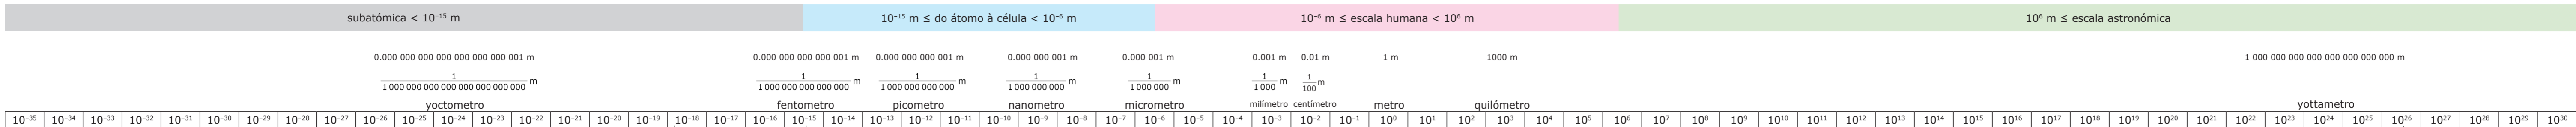 subatómica < 10⁻¹⁵ m	10⁻¹⁵ m ≤ do átomo à célula < 10⁻⁶ m	10⁻⁶ m ≤ escala humana < 10⁶ m	10⁶ m ≤ escala astronómica
0.000 000 000 000 000 000 000 001 m	0.000 000 000 000 001 m	0.000 000 000 001 m	0.000 000 001 m	0.000 001 m	0.001 m	0.01 m	1 m	1000 m	1 000 000 000 000 000 000 000 000 m
1	1	1	1	1	1	1
1 000 000 000 000 000 000 000 000 m	1 000 000 000 000 000 m	1 000 000 000 000 m	1 000 000 000 m	1 000 000 m	1 000 m	100 m
yoctometro	fentometro	picometro	nanometro	micrometro	milímetro	centímetro	metro	quilómetro	yottametro
10⁻³⁵ 10⁻³⁴ 10⁻³³ 10⁻³² 10⁻³¹ 10⁻³⁰ 10⁻²⁹ 10⁻²⁸ 10⁻²⁷ 10⁻²⁶ 10⁻²⁵ 10⁻²⁴ 10⁻²³ 10⁻²² 10⁻²¹ 10⁻²⁰ 10⁻¹⁹ 10⁻¹⁸ 10⁻¹⁷ 10⁻¹⁶ 10⁻¹⁵ 10⁻¹⁴ 10⁻¹³ 10⁻¹² 10⁻¹¹ 10⁻¹⁰ 10⁻⁹ 10⁻⁸ 10⁻⁷ 10⁻⁶ 10⁻⁵ 10⁻⁴ 10⁻³ 10⁻² 10⁻¹ 10⁰ 10¹ 10² 10³ 10⁴ 10⁵ 10⁶ 10⁷ 10⁸ 10⁹ 10¹⁰ 10¹¹ 10¹² 10¹³ 10¹⁴ 10¹⁵ 10¹⁶ 10¹⁷ 10¹⁸ 10¹⁹ 10²⁰ 10²¹ 10²² 10²³ 10²⁴ 10²⁵ 10²⁶ 10²⁷ 10²⁸ 10²⁹ 10³⁰